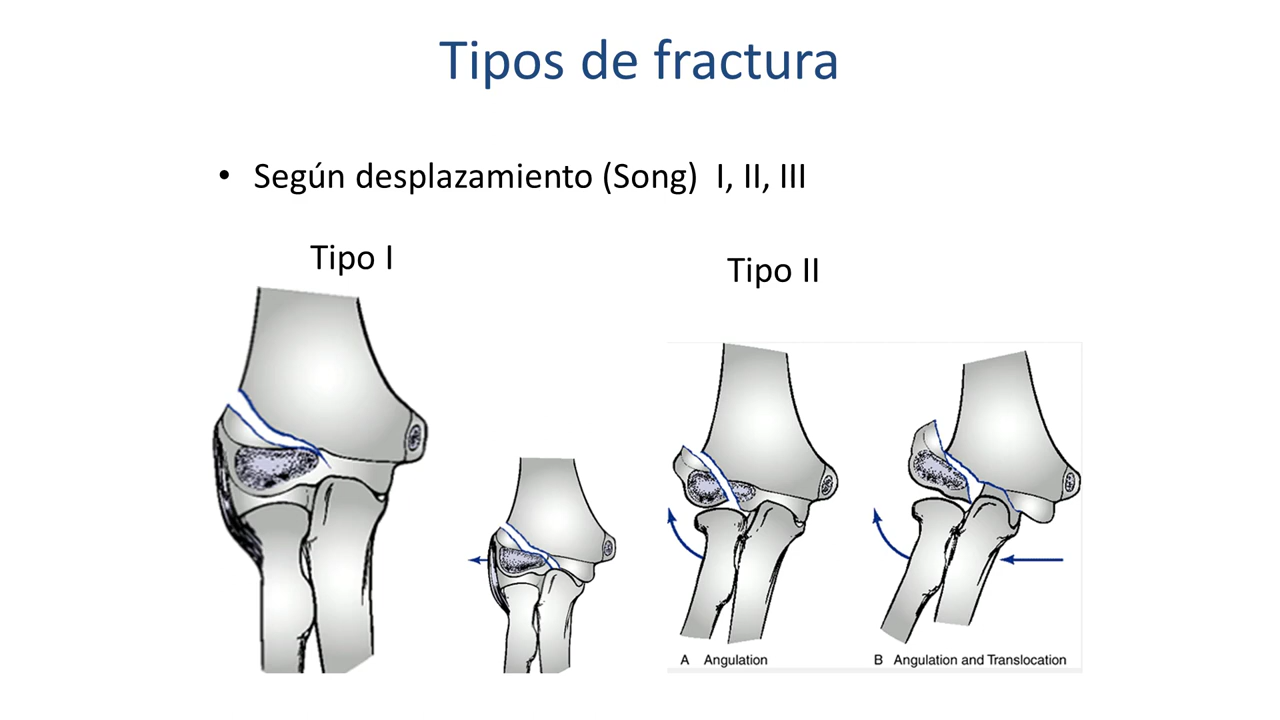 Tipos de fractura
• Según desplazamiento (Song) I, II, III
Tipo I
Tipo II
A Angulation
B Angulation and Translocation